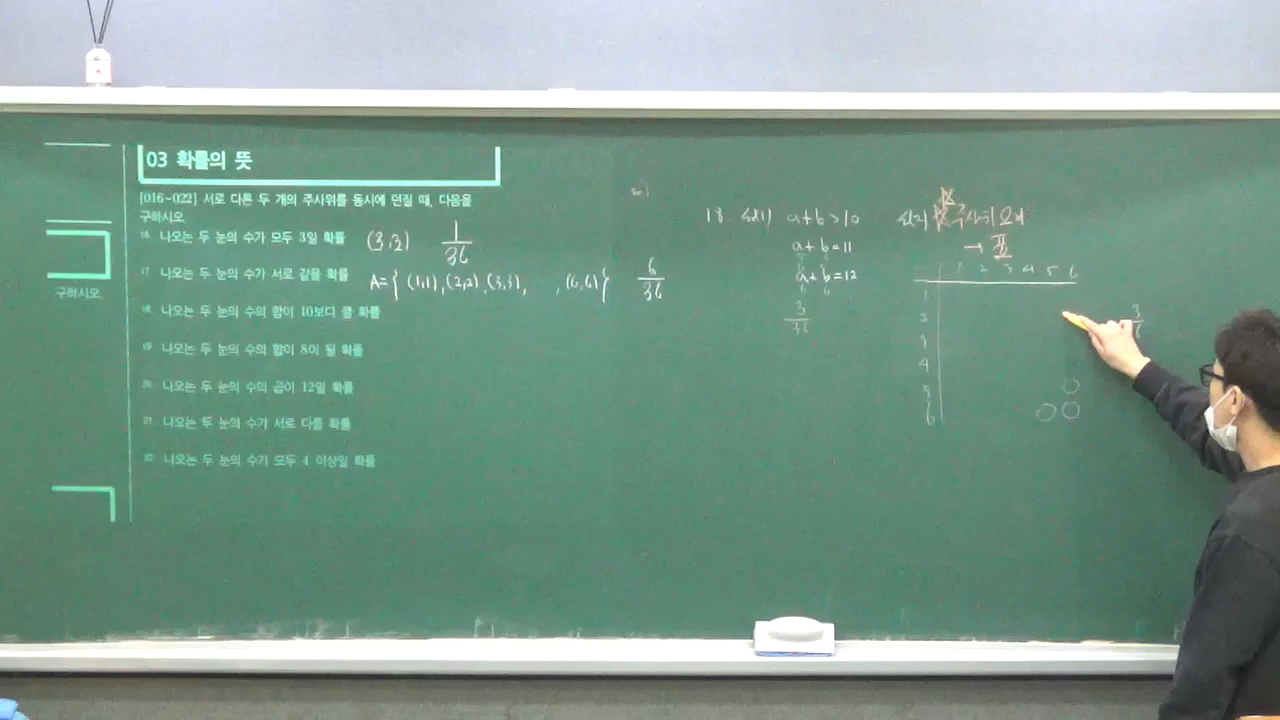 03 확률의 뜻
[016-022] 서로 다른 두 개의 주사위를 동시에 던질 때, 다음을
구하시오.
16 나오는 두 눈의 수가 모두 3일 확률 (3,3) 1/36
17 나오는 두 눈의 수가 서로 같을 확률 A={ (1,1),(2,2),(3,3), , (6,6)} 6/36
18 나오는 두 눈의 수의 합이 10보다 클 확률
19 나오는 두 눈의 수의 합이 8이 될 확률
20 나오는 두 눈의 수의 곱이 12일 확률
21 나오는 두 눈의 수가 서로 다를 확률
22 나오는 두 눈의 수가 모두 4 이상일 확률
구하시오.
18 sol1) a+b>10
a+b=11
a+b=12
3/36
sol2) 주사위 2개
→ 표
1 2 3 4 5 6
1
2
3
4
5
6